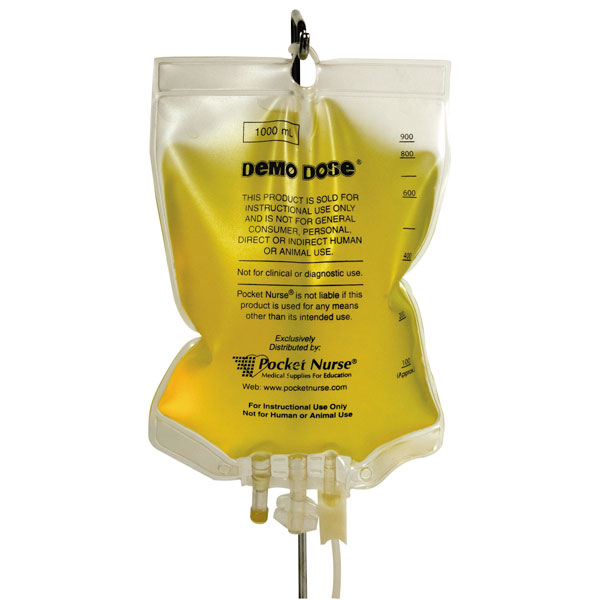 1000 mL
DEMO DOSE®
THIS PRODUCT IS SOLD FOR
INSTRUCTIONAL USE ONLY
AND IS NOT FOR GENERAL
CONSUMER, PERSONAL,
DIRECT OR INDIRECT HUMAN
OR ANIMAL USE.
Not for clinical or diagnostic use.
Pocket Nurse® is not liable if this
product is used for any means
other than its intended use.
Exclusively
Distributed by:
Pocket Nurse®
Medical Supplies For Education
Web: www.pocketnurse.com
For Instructional Use Only
Not for Human or Animal Use
900
800
600
400
100
(Approx.)